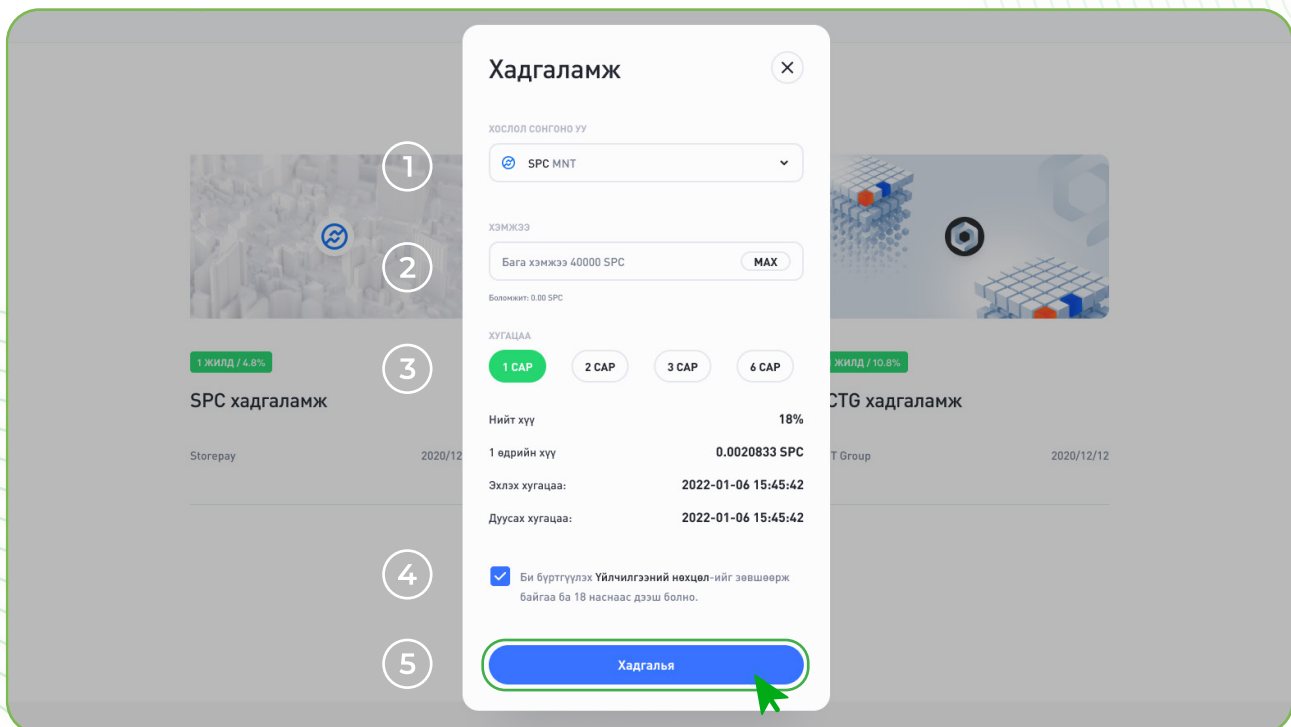 Хадгаламж
ХОСЛОЛ СОНГОНО УУ
1
SPC MNT
ХЭМЖЭЭ
2
Бага хэмжээ 40000 SPC
MAX
Боломжит: 0.00 SPC
ХУГАЦАА
3
1 САР
2 САР
3 САР
6 САР
Нийт хүү
18%
1 өдрийн хүү
0.0020833 SPC
Эхлэх хугацаа:
2022-01-06 15:45:42
Дуусах хугацаа:
2022-01-06 15:45:42
4
Би бүртгүүлэх Үйлчилгээний нөхцөл-ийг зөвшөөрж
байгаа ба 18 наснаас дээш болно.
5
Хадгалья
1 ЖИЛД / 4.8%
SPC хадгаламж
Storepay
2020/12
ЖИЛД / 10.8%
CTG хадгаламж
T Group
2020/12/12